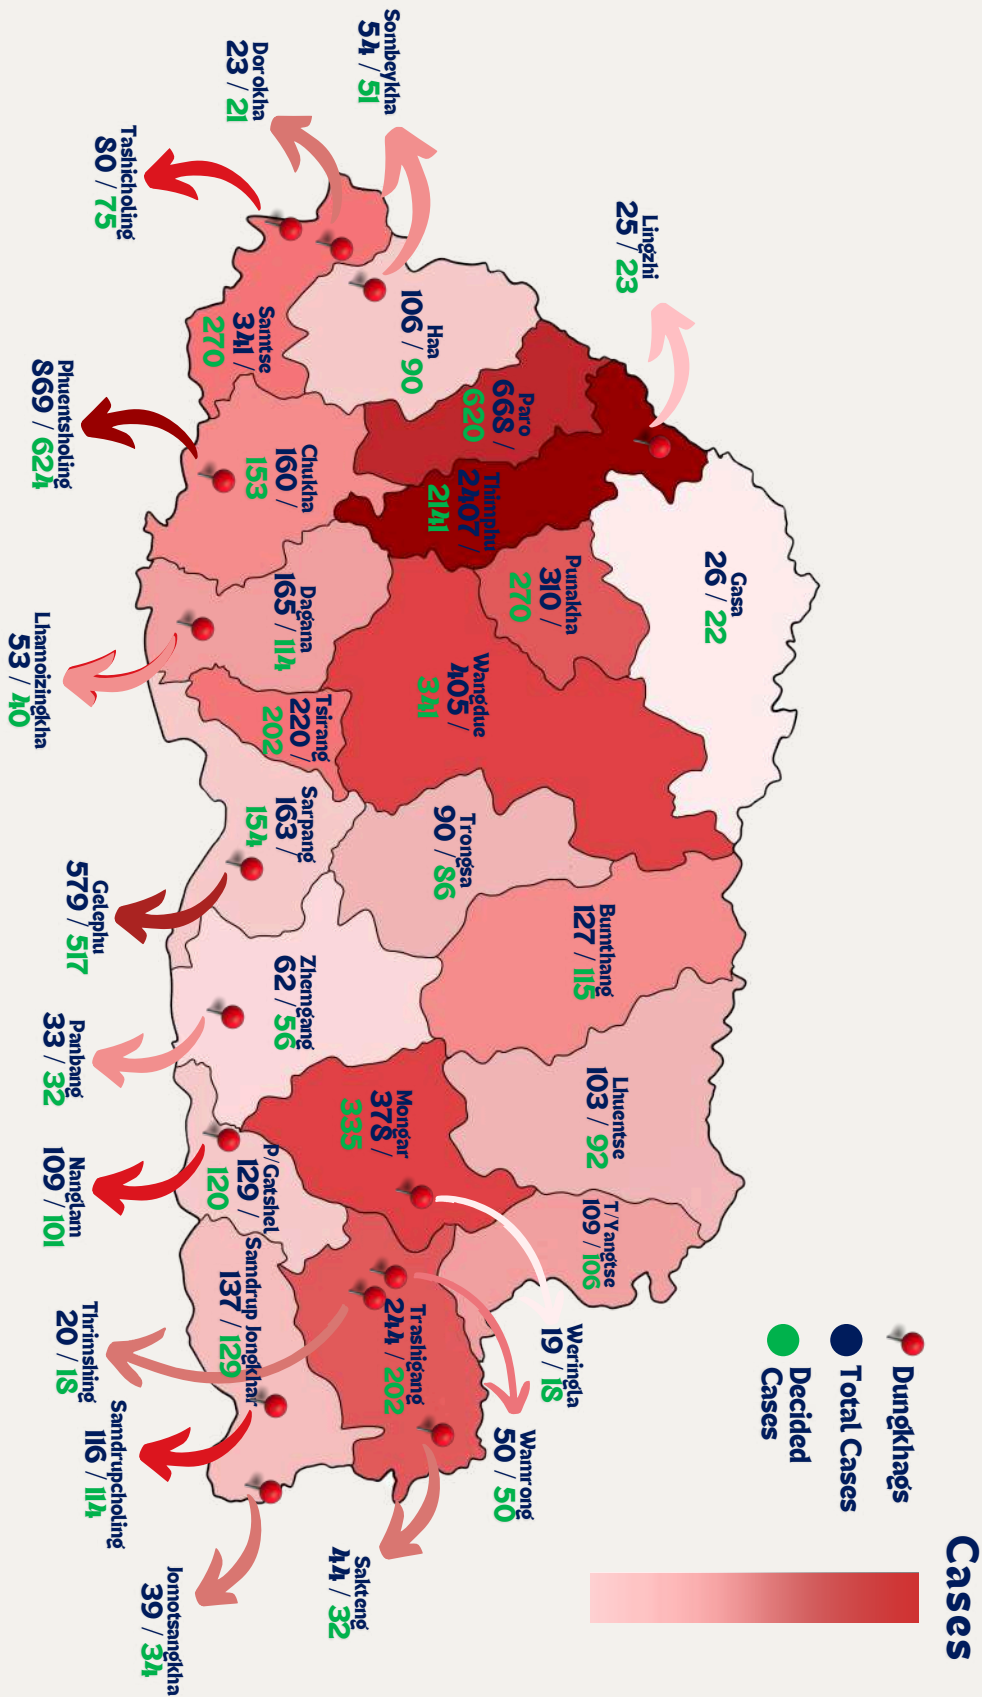 Cases
Dungkhags
Total Cases
Decided
Cases
Lingzhi
25 / 23
Gasa
26 / 22
Sombeykha
54 / 51
Dorokha
23 / 21
Tashicholing
80 / 75
Haa
106 / 90
Paro
668 /
620
Thimphu
2407 /
2141
Punakha
310 /
270
Wangdue
405 /
341
Samtse
341 /
270
Chukha
160 /
153
Phuentsholing
869 / 624
Dagana
165 / 114
Lhamoizingkha
53 / 40
Tsirang
220 /
202
Sarpang
163 /
154
Gelephu
579 / 517
Trongsa
90 / 86
Bumthang
127 / 115
Zhemgang
62 / 56
Panbang
33 / 32
Lhuentse
103 / 92
Mongar
378 /
335
Weringla
19 / 18
T/Yangtse
109 / 106
P/Gatshel
129 /
120
Nanglam
109 / 101
Trashigang
244 / 202
Wamrong
50 / 50
Sakteng
44 / 32
Thrimshing
20 / 18
Samdrup Jongkhar
137 / 129
Samdrupcholing
116 / 114
Jomotsangkha
39 / 34